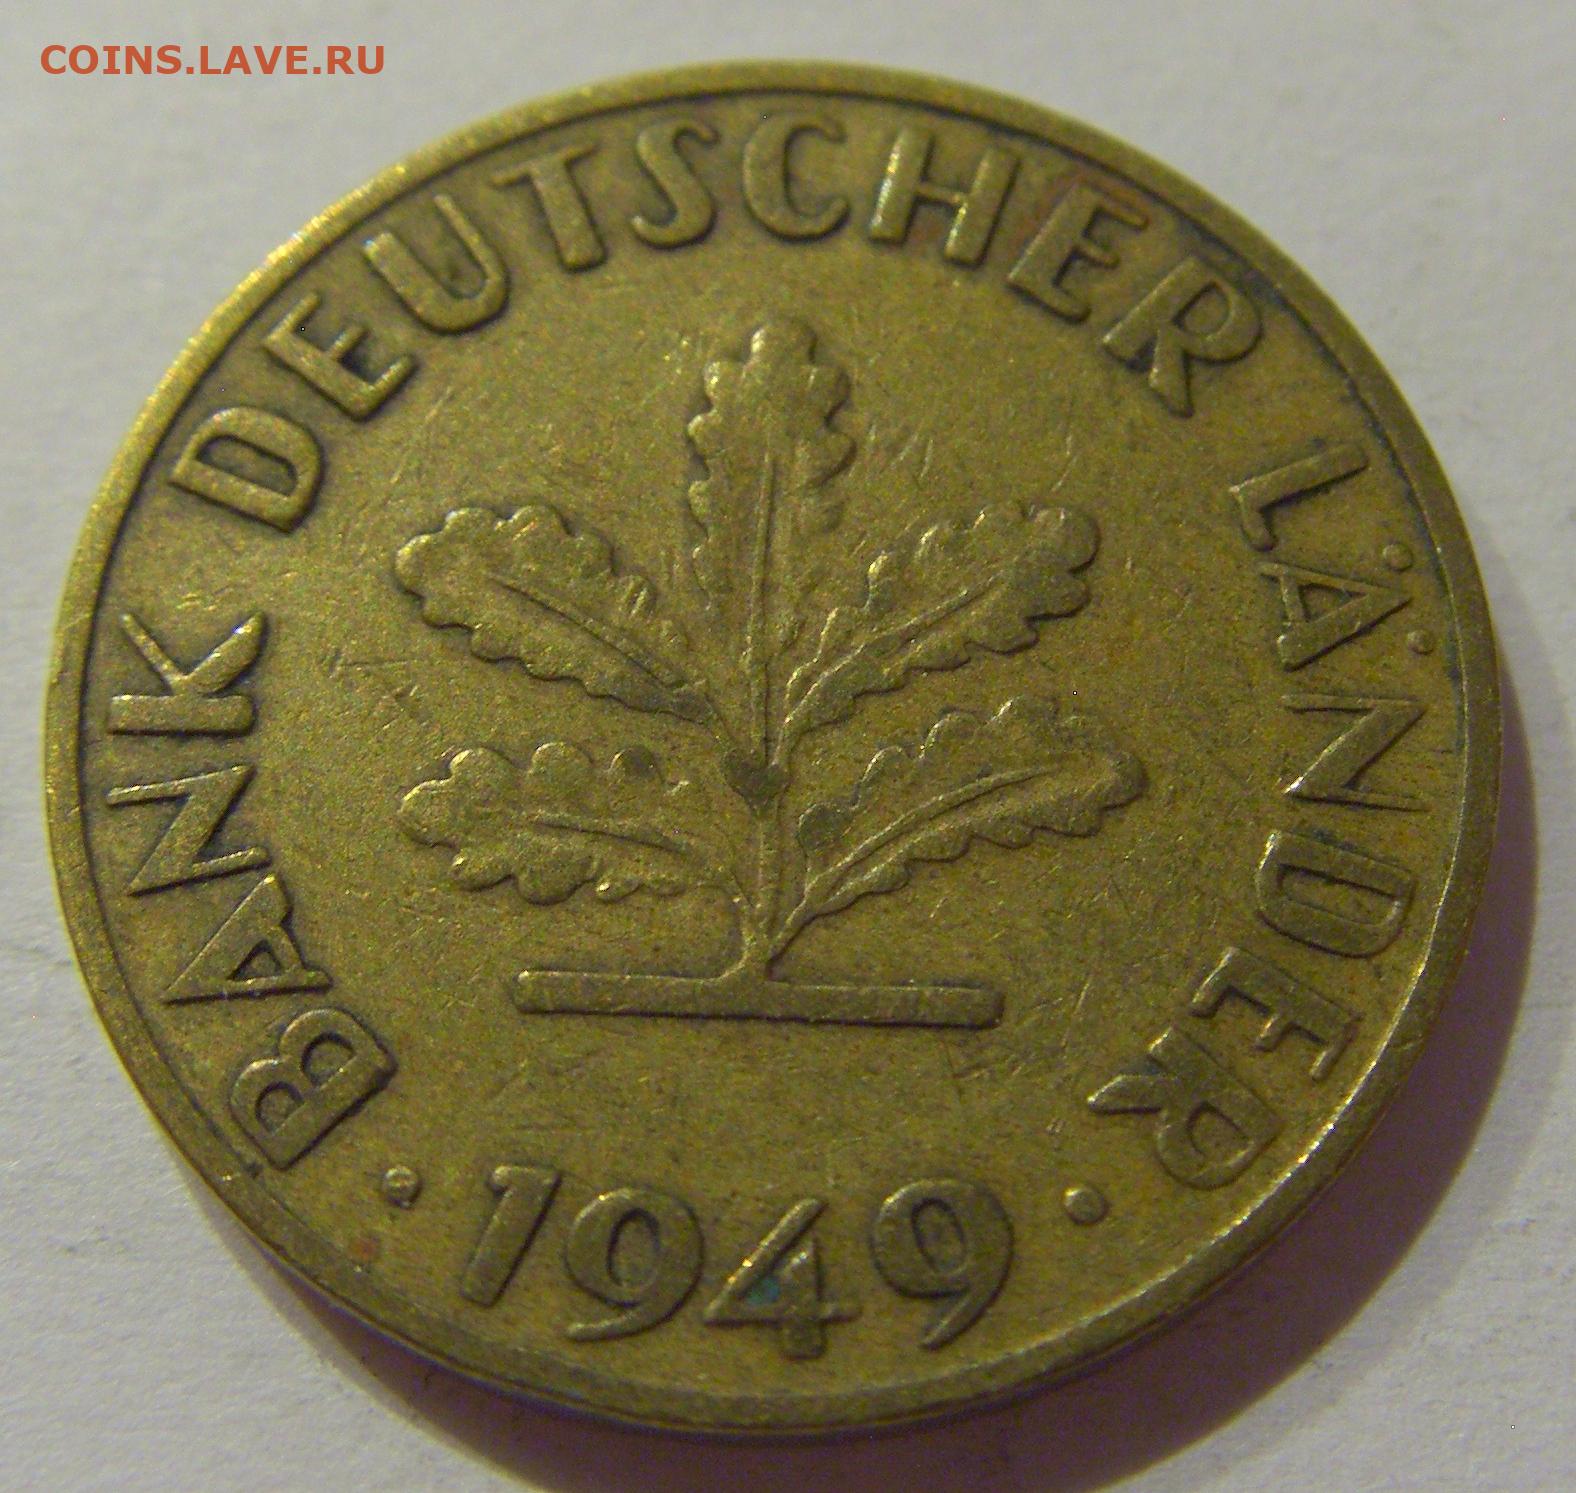 COINS.LAVE.RU
BANK DEUTSCHER LÄNDER
· 1949 ·